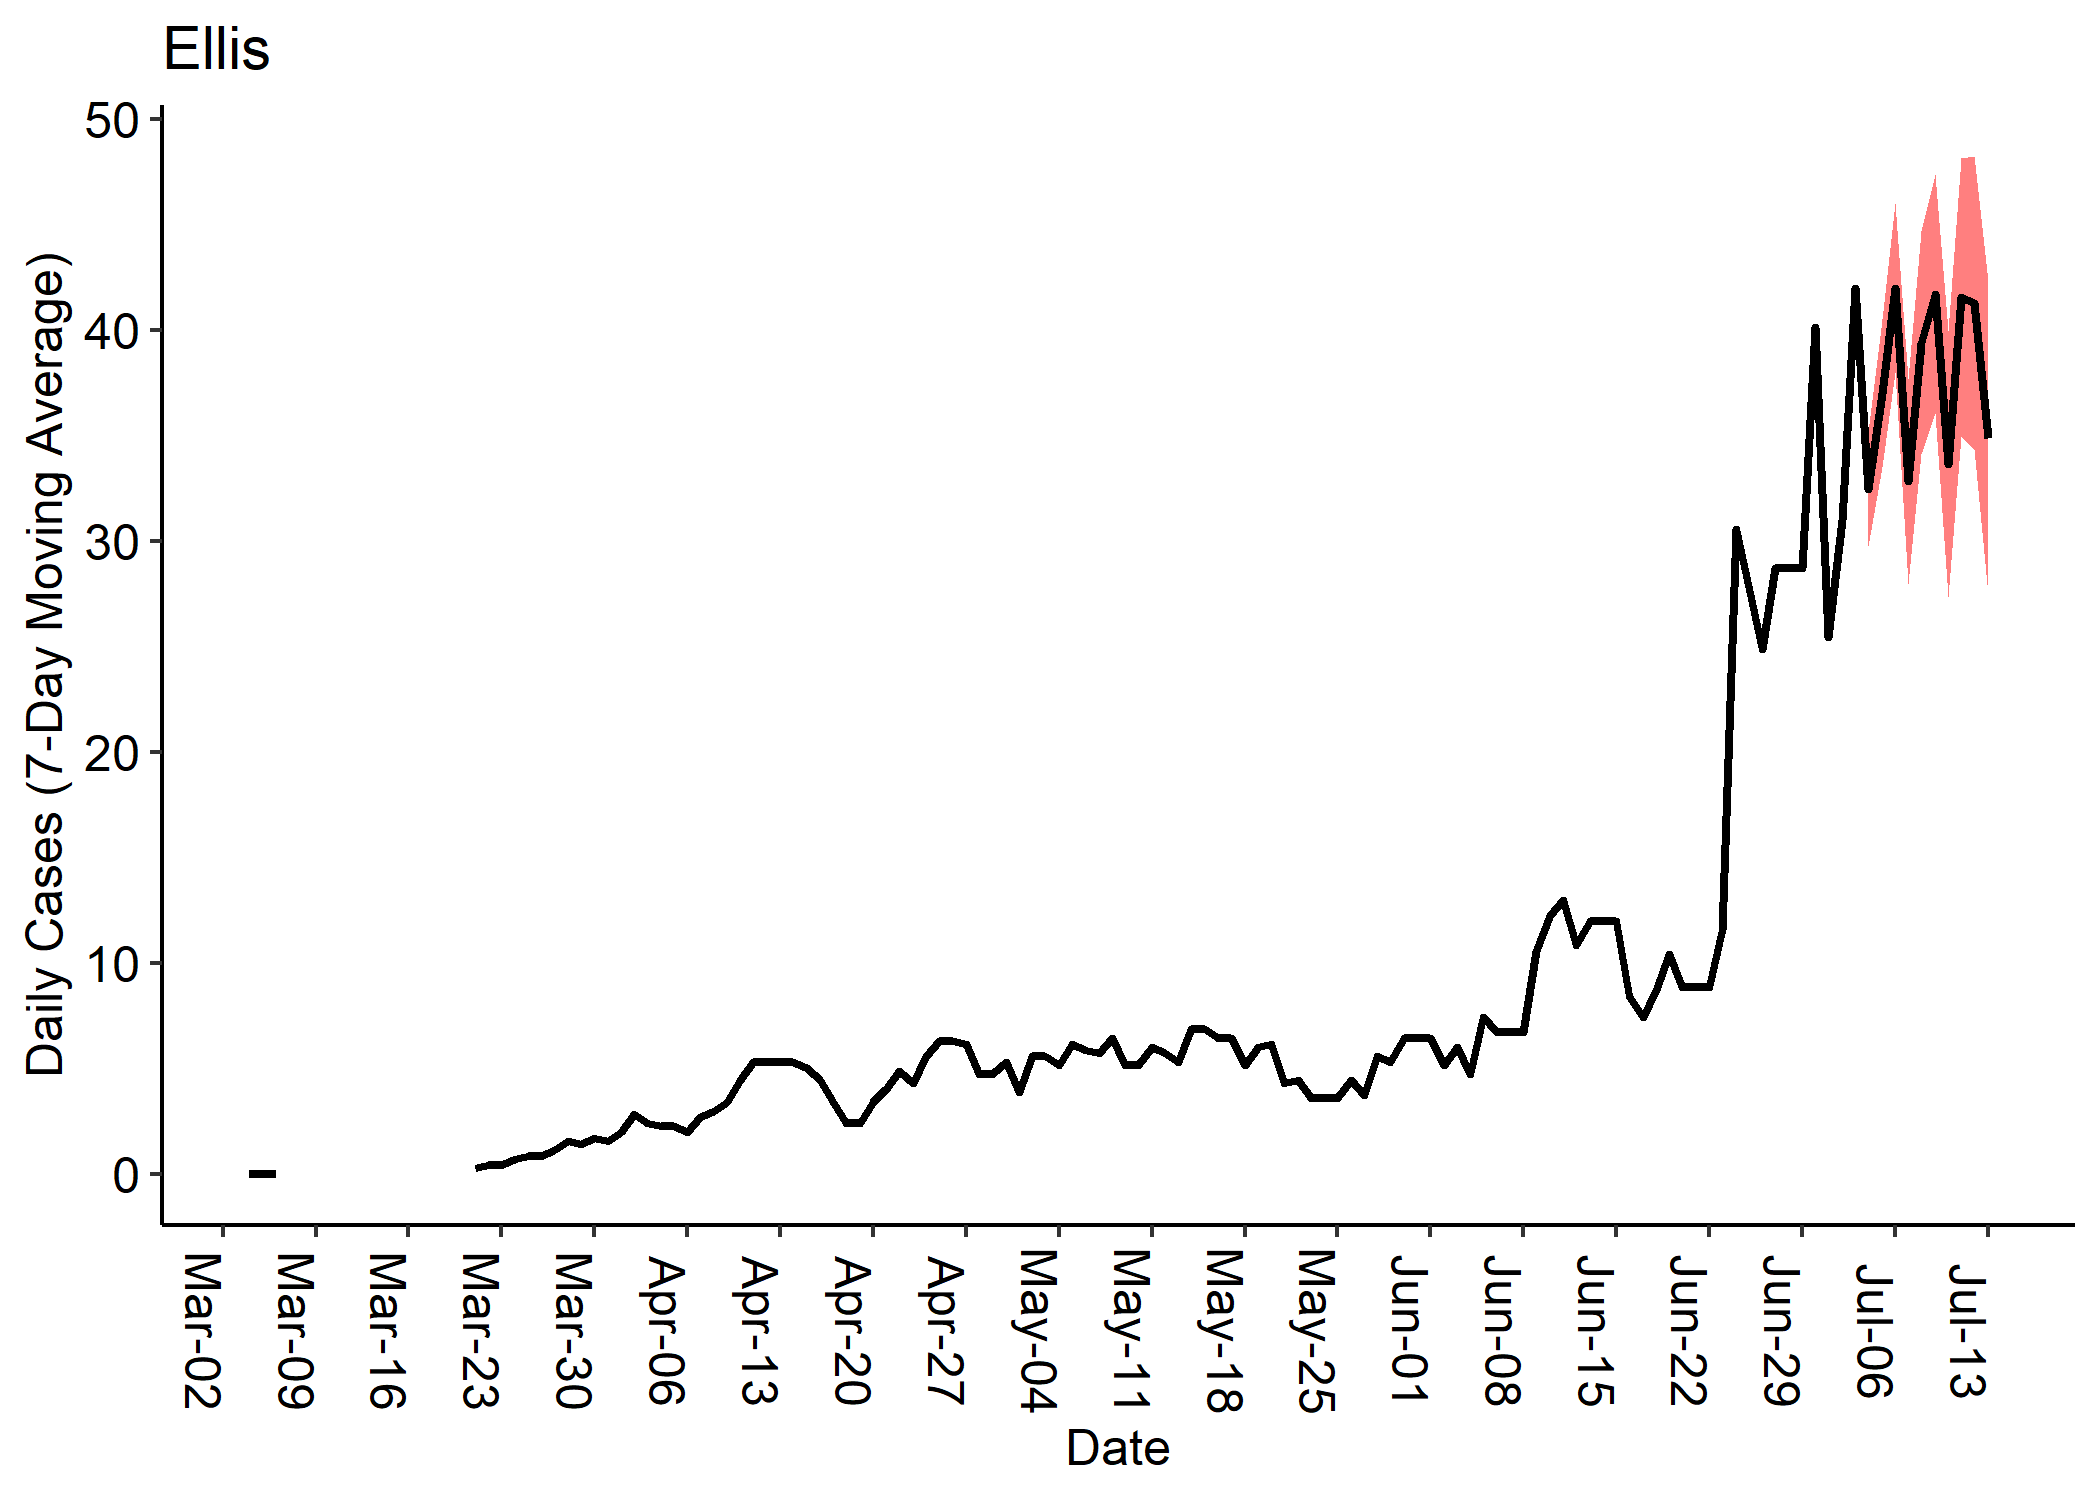 Ellis
Daily Cases (7-Day Moving Average)
50
40
30
20
10
0
Mar-02
Mar-09
Mar-16
Mar-23
Mar-30
Apr-06
Apr-13
Apr-20
Apr-27
May-04
May-11
May-18
May-25
Jun-01
Jun-08
Jun-15
Jun-22
Jun-29
Jul-06
Jul-13
Date